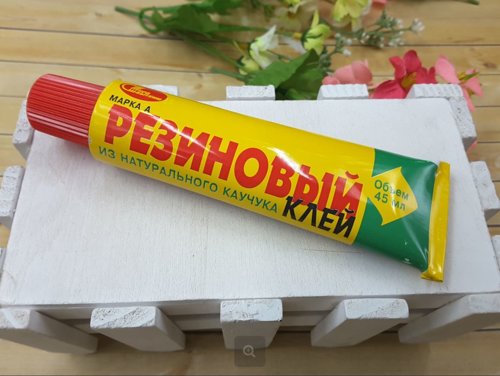 МАРКА А
РЕЗИНОВЫЙ
ИЗ НАТУРАЛЬНОГО КАУЧУКА
КЛЕЙ
Объем
45 мл